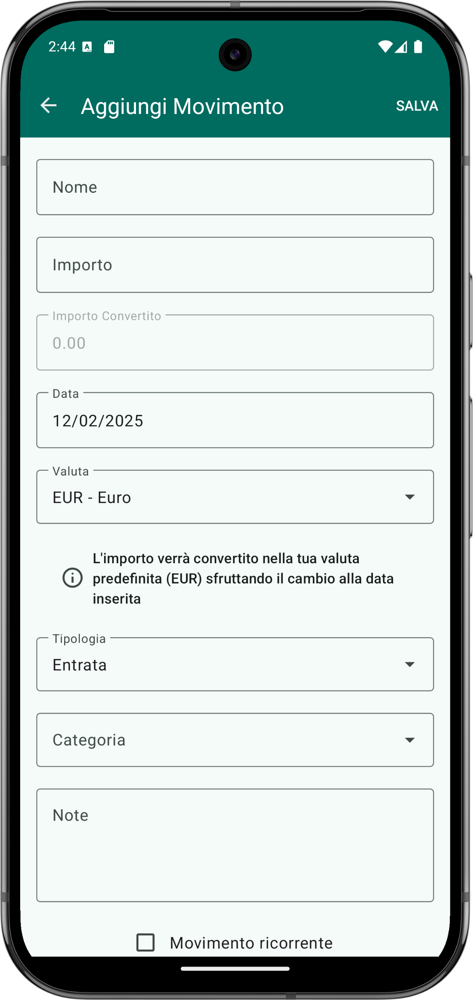 2:44
Aggiungi Movimento
SALVA
Nome
Importo
Importo Convertito
0.00
Data
12/02/2025
Valuta
EUR - Euro
L'importo verrà convertito nella tua valuta
predefinita (EUR) sfruttando il cambio alla data
inserita
Tipologia
Entrata
Categoria
Note
Movimento ricorrente